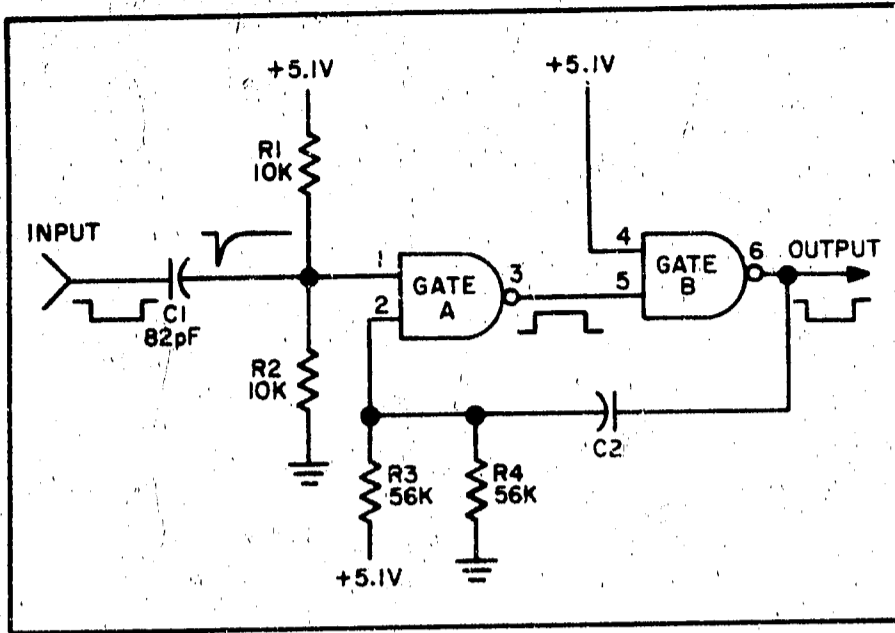 +5.1V
+5.1V
R1
10K
INPUT
1
2
GATE
A
3
4
5
GATE
B
6
OUTPUT
C1
82pF
R2
10K
C2
R3
56K
R4
56K
+5.1V